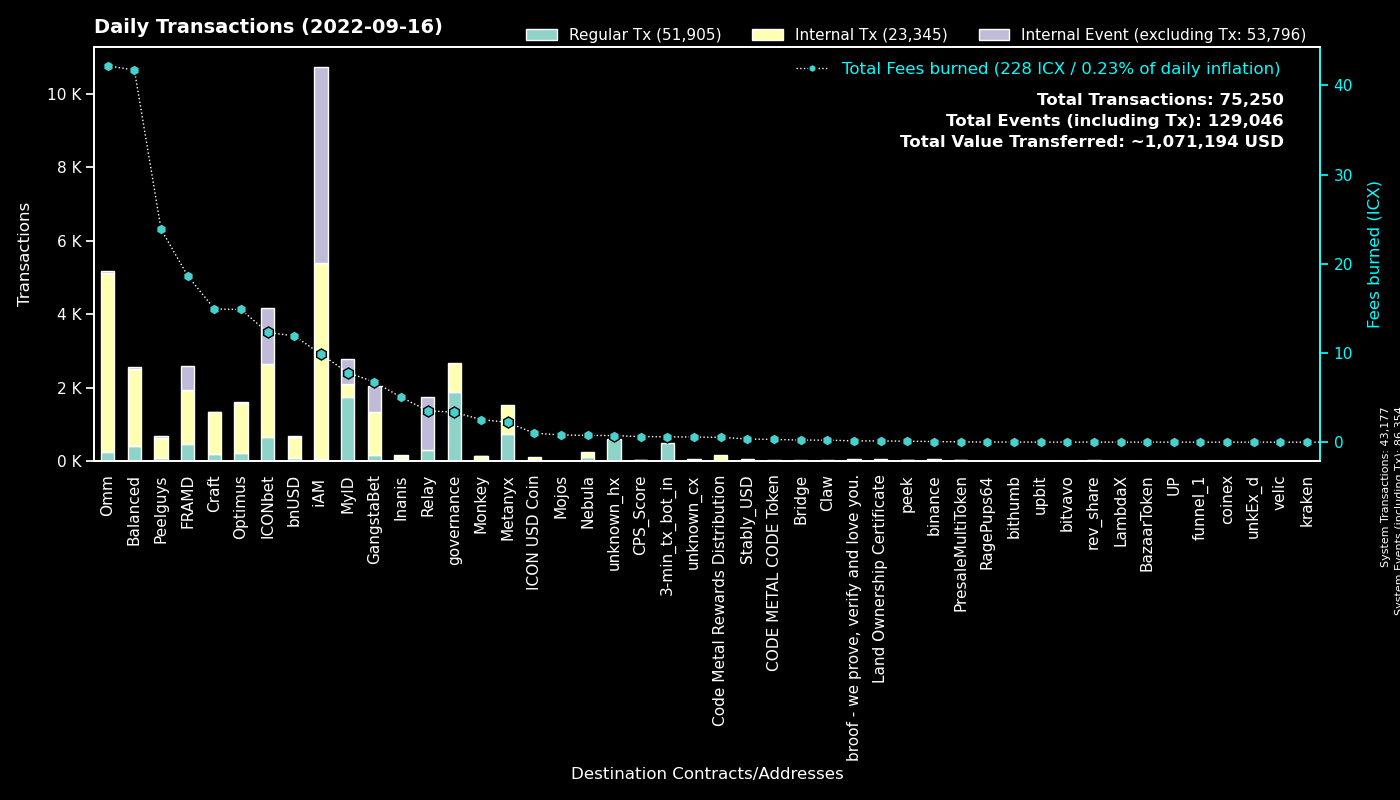 Daily Transactions (2022-09-16)
Regular Tx (51,905)
Internal Tx (23,345)
Internal Event (excluding Tx: 53,796)
Total Fees burned (228 ICX / 0.23% of daily inflation)
Total Transactions: 75,250
Total Events (including Tx): 129,046
Total Value Transferred: ~1,071,194 USD
Transactions
10 K
8 K
6 K
4 K
2 K
0 K
40
30
20
10
0
Fees burned (ICX)
Omm
Balanced
Peelguys
FRAMD
Craft
Optimus
ICONbet
bnUSD
iAM
MyID
GangstaBet
Inanis
Relay
governance
Monkey
Metanyx
ICON USD Coin
Mojos
Nebula
unknown_hx
CPS_Score
3-min_tx_bot_in
unknown_cx
Code Metal Rewards Distribution
Stably_USD
CODE METAL CODE Token
Bridge
Claw
broof - we prove, verify and love you.
Land Ownership Certificate
peek
binance
PresaleMultiToken
RagePups64
bithumb
upbit
bitvavo
rev_share
LambdaX
BazaarToken
UP
funnel_1
coinex
unkEx_d
velic
kraken
Destination Contracts/Addresses
System Transactions: 43,177
System Events (including Tx): 86,354